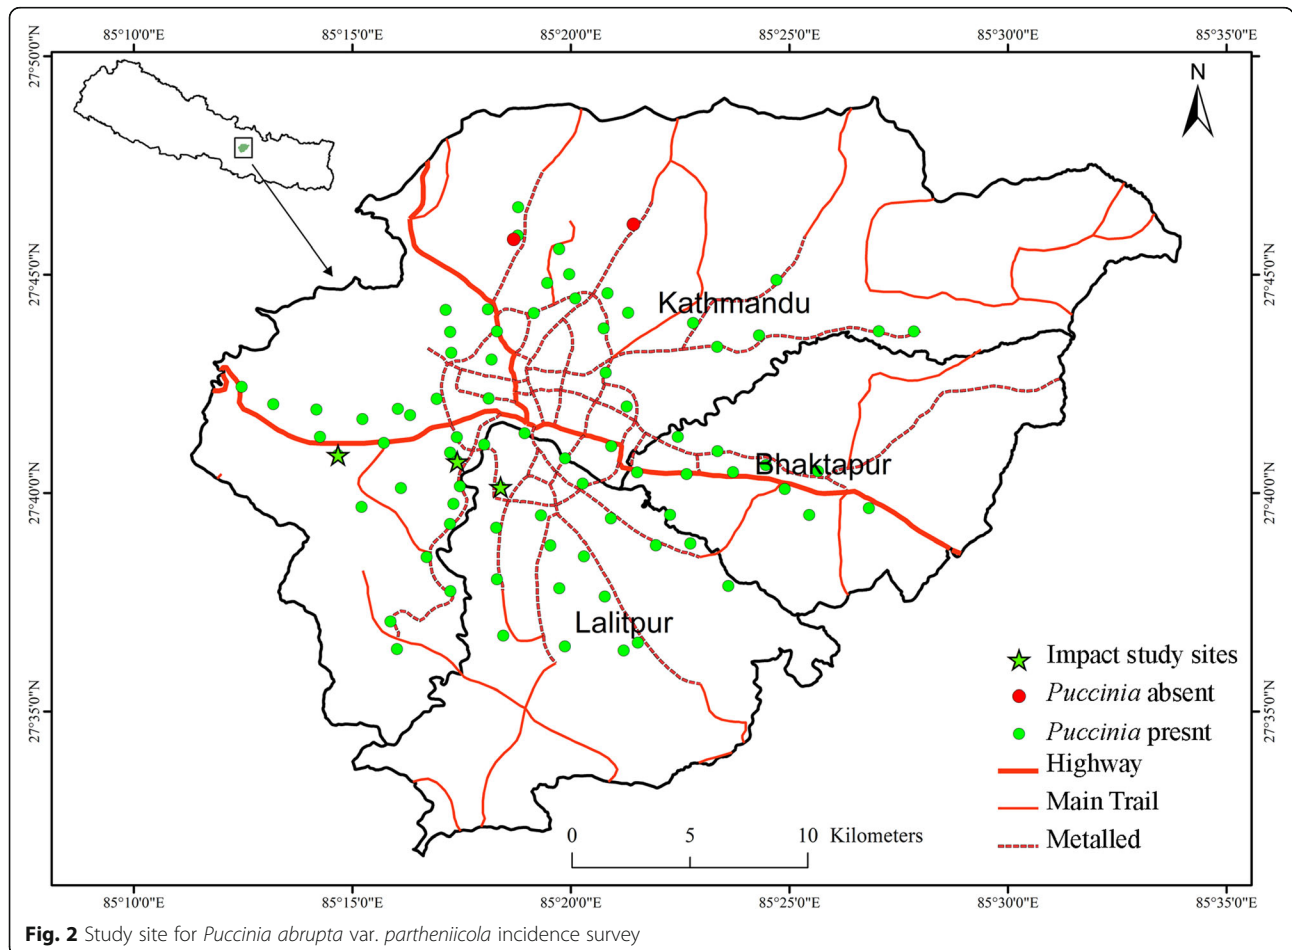 85°10'0"E 85°15'0"E 85°20'0"E 85°25'0"E 85°30'0"E 85°35'0"E
27°50'0"N
27°50'0"N
N
27°45'0"N
27°45'0"N
Kathmandu
Bhaktapur
27°40'0"N
27°40'0"N
Lalitpur
Impact study sites
Puccinia absent
Puccinia presnt
Highway
Main Trail
Metalled
27°35'0"N
27°35'0"N
0 5 10 Kilometers
85°10'0"E 85°15'0"E 85°20'0"E 85°25'0"E 85°30'0"E 85°35'0"E
Fig. 2 Study site for Puccinia abrupta var. partheniicola incidence survey